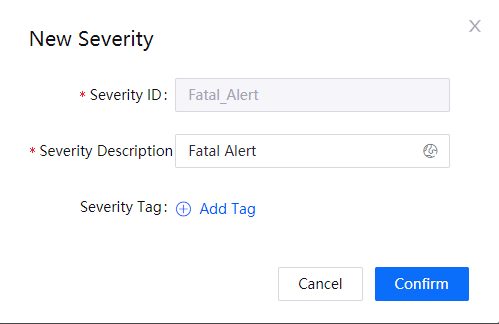 New Severity
* Severity ID: Fatal_Alert
* Severity Description Fatal Alert
Severity Tag: Add Tag
Cancel Confirm